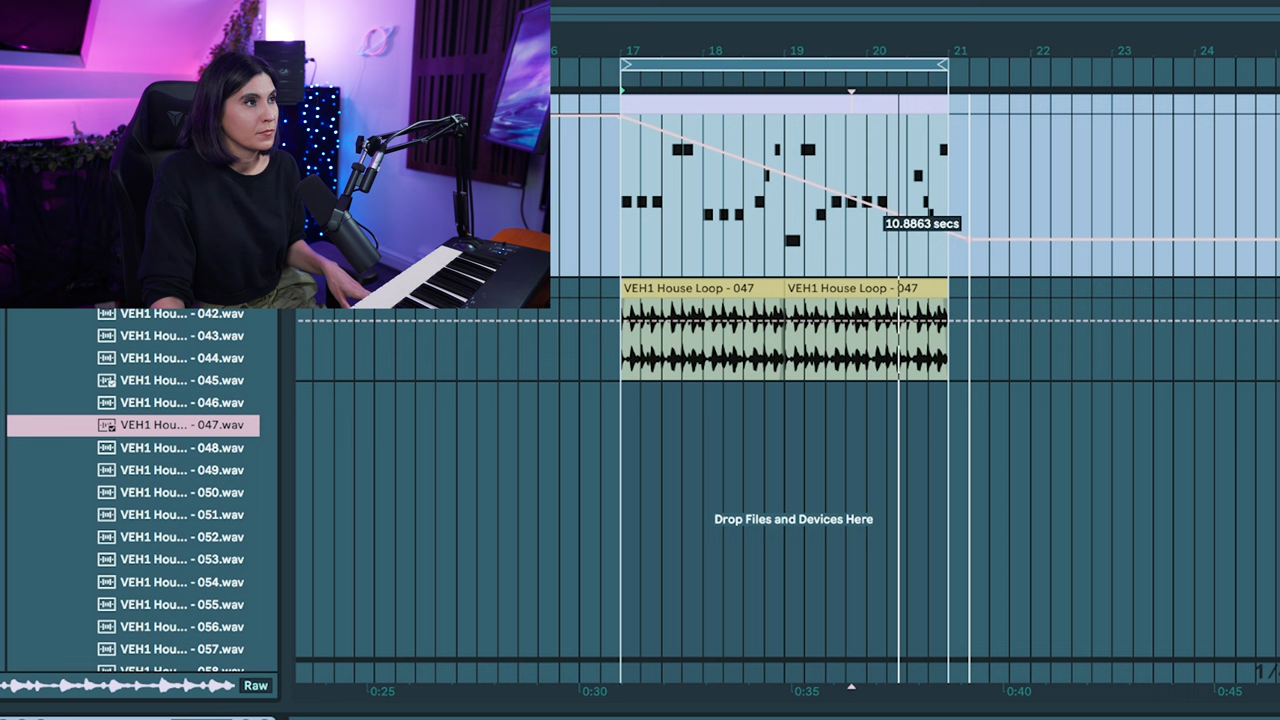 6 17 18 19 20 21 22 23 24
10.8863 secs
VEH1 House Loop - 047 VEH1 House Loop - 047
VEH1 Hou... - 042.wav
VEH1 Hou... - 043.wav
VEH1 Hou... - 044.wav
VEH1 Hou... - 045.wav
VEH1 Hou... - 046.wav
VEH1 Hou... - 047.wav
VEH1 Hou... - 048.wav
VEH1 Hou... - 049.wav
VEH1 Hou... - 050.wav
VEH1 Hou... - 051.wav
VEH1 Hou... - 052.wav
VEH1 Hou... - 053.wav
VEH1 Hou... - 054.wav
VEH1 Hou... - 055.wav
VEH1 Hou... - 056.wav
VEH1 Hou... - 057.wav
VEH1 Hou... - 058.wav
Drop Files and Devices Here
1/
Raw
0:25 0:30 0:35 0:40 0:45